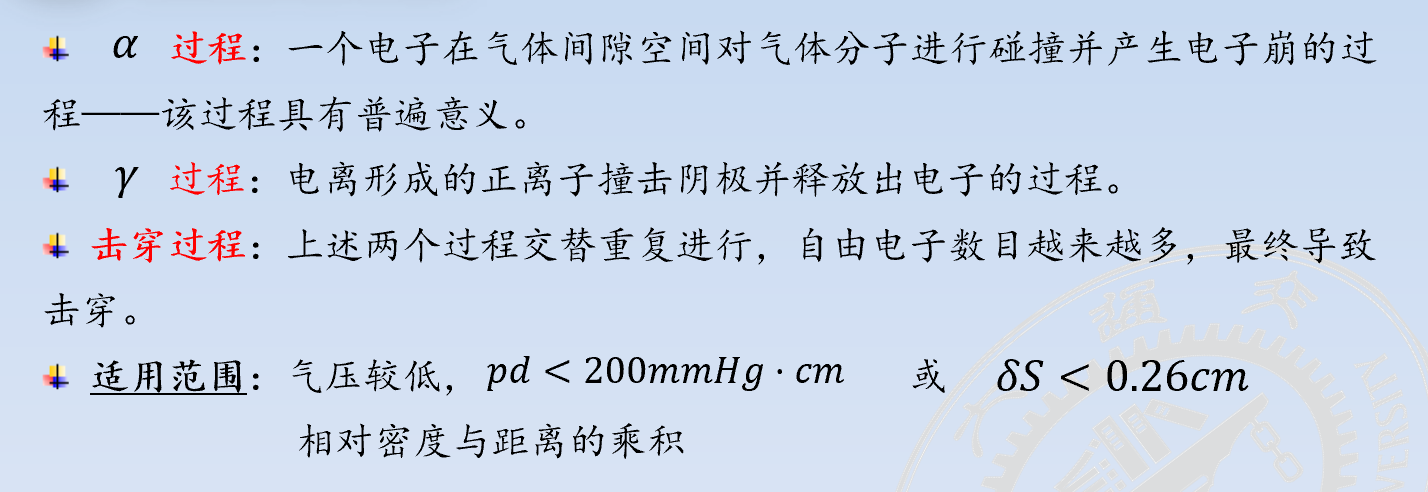 α 过程：一个电子在气体间隙空间对气体分子进行碰撞并产生电子崩的过
程——该过程具有普遍意义。
γ 过程：电离形成的正离子撞击阴极并释放出电子的过程。
击穿过程：上述两个过程交替重复进行，自由电子数目越来越多，最终导致
击穿。
适用范围：气压较低，pd < 200mmHg · cm 或 δS < 0.26cm
相对密度与距离的乘积